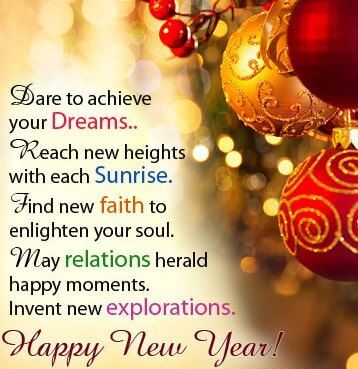 Dare to achieve
your Dreams..
Reach new heights
with each Sunrise.
Find new faith to
enlighten your soul.
May relations herald
happy moments.
Invent new explorations.
Happy New Year!